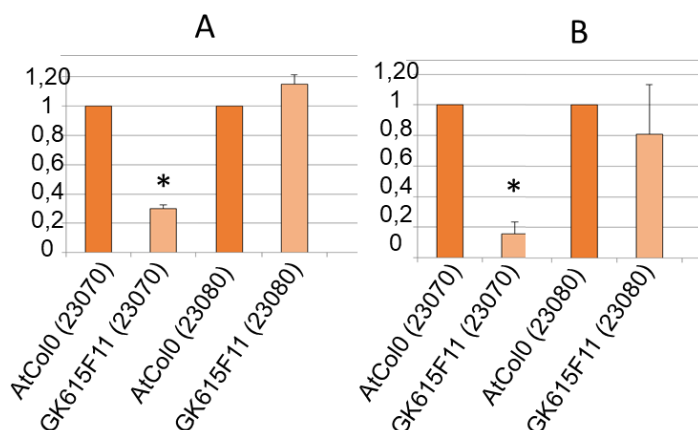 A
1,20
1
0,8
0,6
0,4
0,2
0
*
AtCol0 (23070)
GK615F11 (23070)
AtCol0 (23080)
GK615F11 (23080)
B
1,20
1
0,8
0,6
0,4
0,2
0
*
AtCol0 (23070)
GK615F11 (23070)
AtCol0 (23080)
GK615F11 (23080)